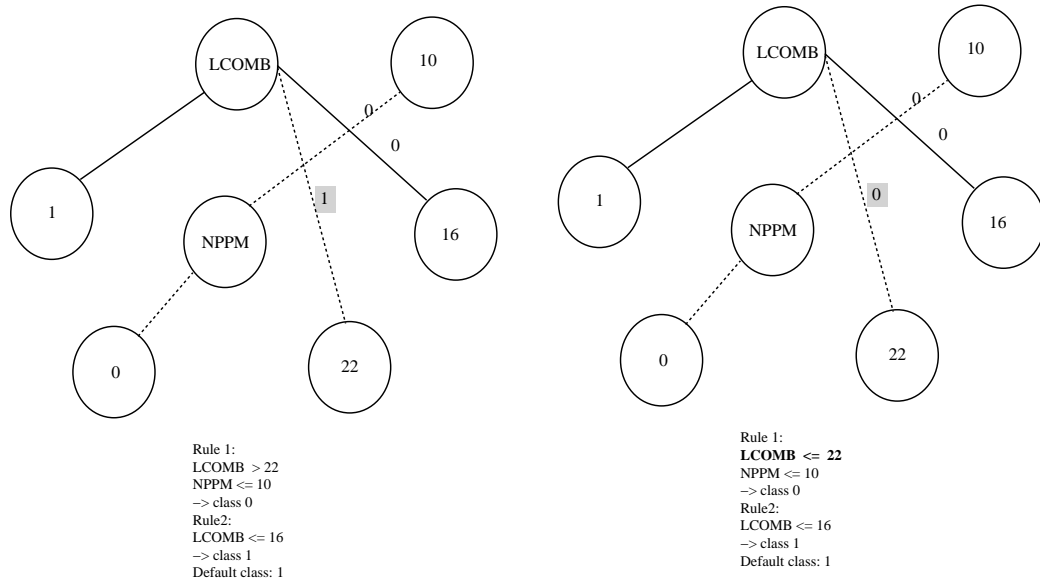 LCOMB
10
0
0
1
1
NPPM
16
0
22
Rule 1:
LCOMB > 22
NPPM <= 10
−> class 0
Rule2:
LCOMB <= 16
−> class 1
Default class: 1
LCOMB
10
0
0
1
0
NPPM
16
0
22
Rule 1:
LCOMB <= 22
NPPM <= 10
−> class 0
Rule2:
LCOMB <= 16
−> class 1
Default class: 1